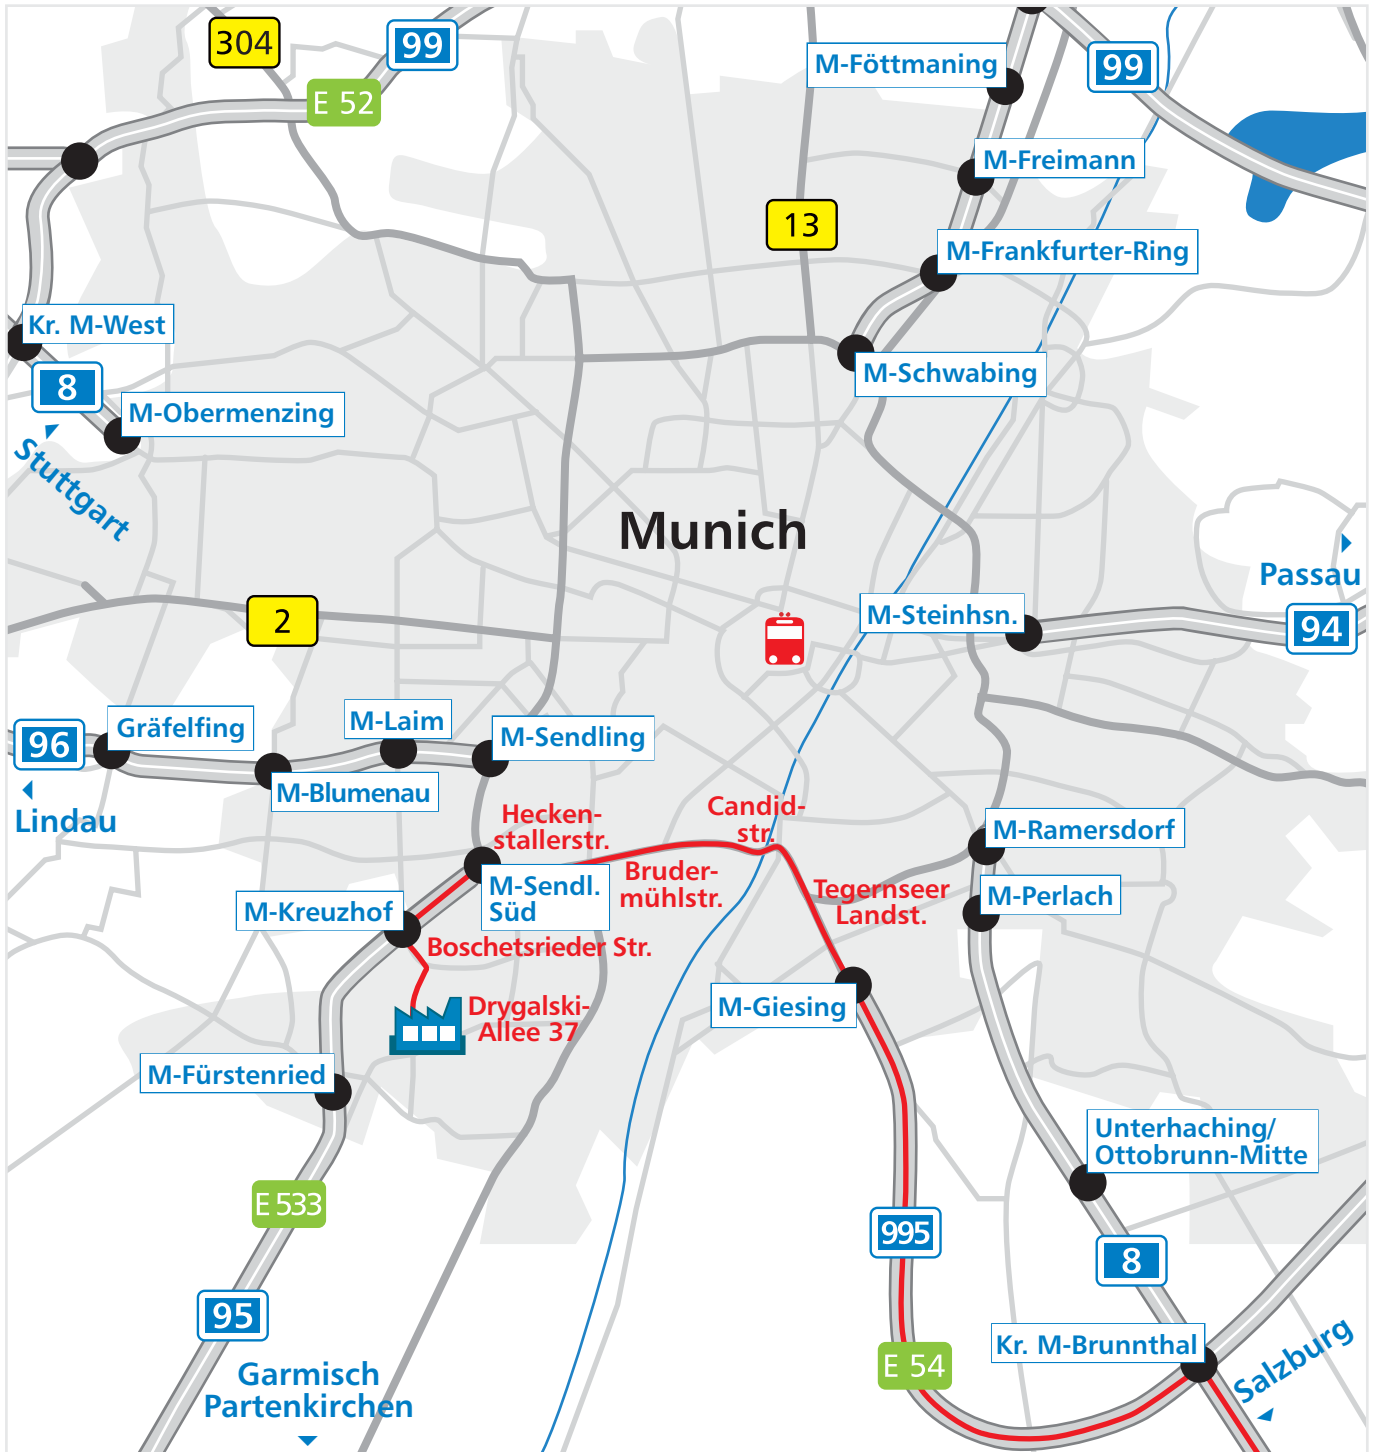 304
99
M-Föttmaning
99
E 52
M-Freimann
13
M-Frankfurter-Ring
Kr. M-West
8
M-Schwabing
M-Obermenzing
Stuttgart
Munich
Passau
M-Steinhsn.
94
2
Gräfelfing
M-Laim
96
M-Sendling
M-Blumenau
Lindau
Hecken-
stallerstr.
Candid-
str.
M-Ramersdorf
M-Sendl.
Süd
Bruder-
mühlstr.
Tegernseer
Landst.
M-Perlach
M-Kreuzhof
Boschetsrieder Str.
Drygalski-
Allee 37
M-Giesing
M-Fürstenried
Unterhaching/
Ottobrunn-Mitte
E 533
995
8
95
Kr. M-Brunnthal
E 54
Salzburg
Garmisch
Partenkirchen